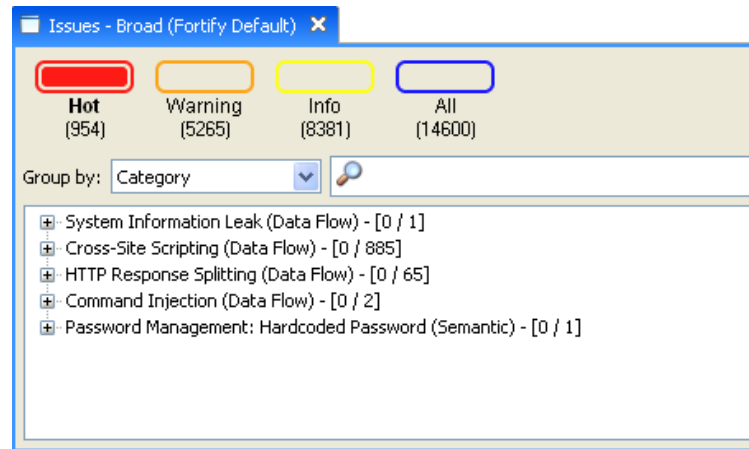 Issues - Broad (Fortify Default)
Hot Warning Info All
(954) (5265) (8381) (14600)
Group by: Category
System Information Leak (Data Flow) - [0 / 1]
Cross-Site Scripting (Data Flow) - [0 / 885]
HTTP Response Splitting (Data Flow) - [0 / 65]
Command Injection (Data Flow) - [0 / 2]
Password Management: Hardcoded Password (Semantic) - [0 / 1]